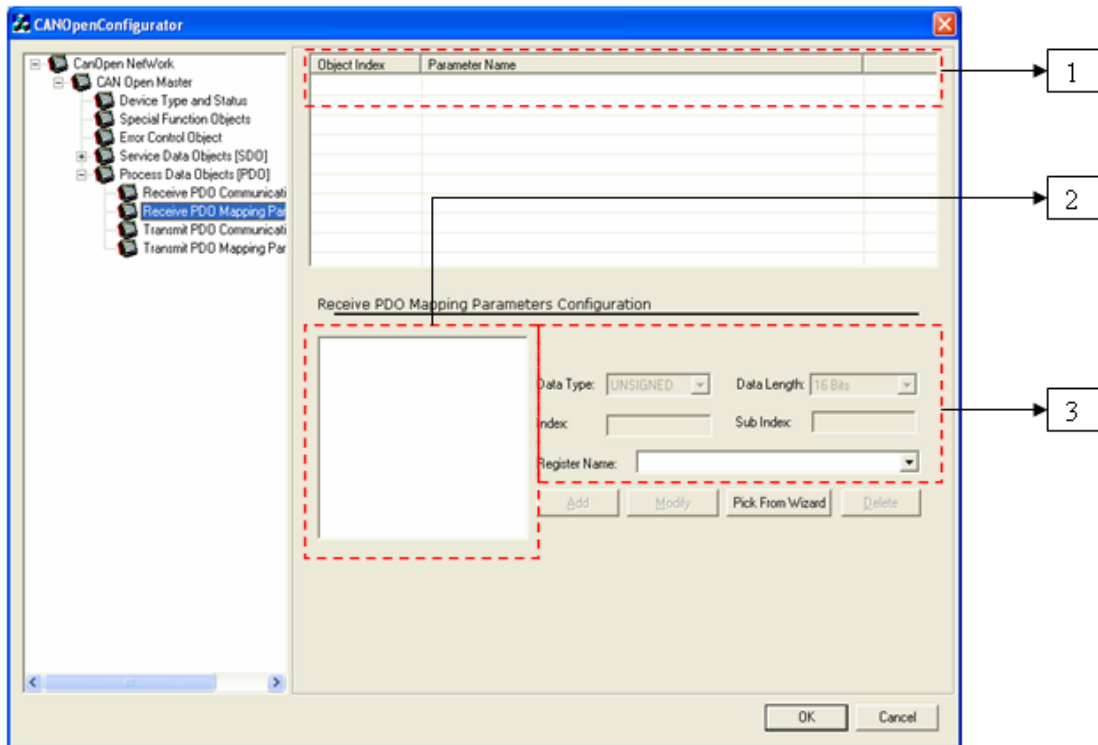 CANOpenConfigurator
CanOpen NetWork
CAN Open Master
Device Type and Status
Special Function Objects
Error Control Object
Service Data Objects [SDO]
Process Data Objects [PDO]
Receive PDO Communicati
Receive PDO Mapping Par
Transmit PDO Communicati
Transmit PDO Mapping Par
Object Index Parameter Name
1
2
Receive PDO Mapping Parameters Configuration
Data Type: UNSIGNED Data Length: 16 Bits
3
Index: Sub Index:
Register Name:
Add Modify Pick From Wizard Delete
OK Cancel